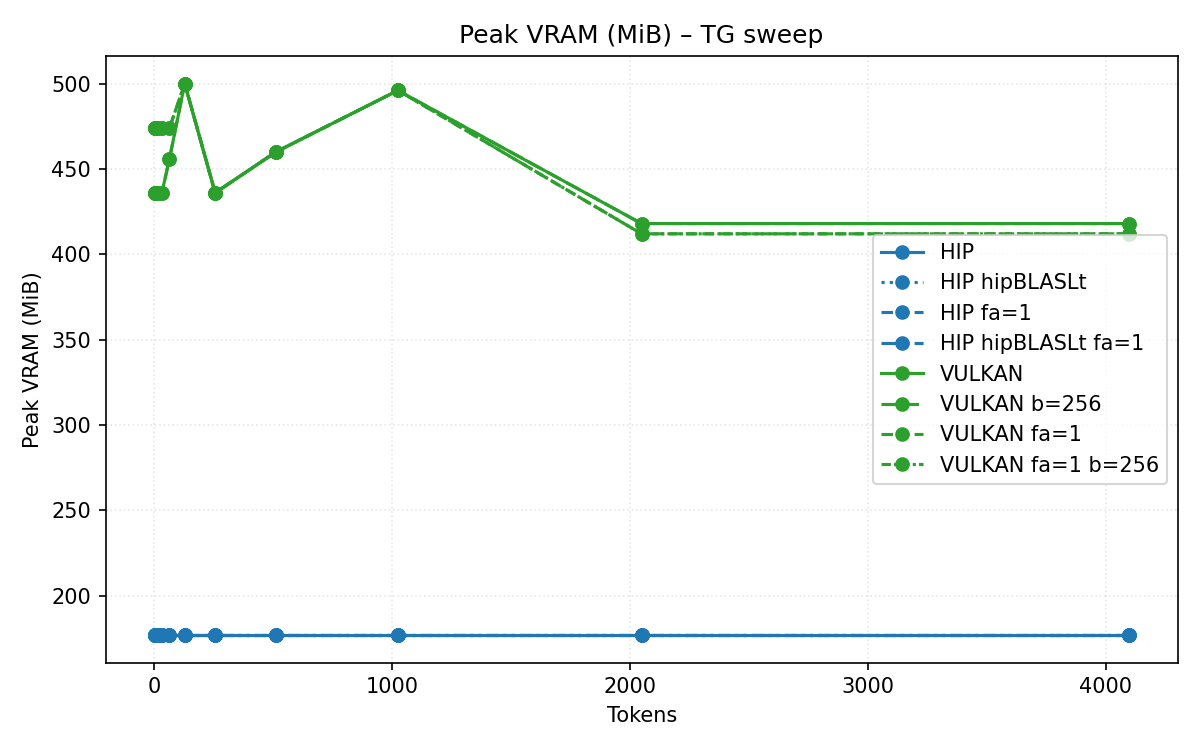 Peak VRAM (MiB) – TG sweep
Peak VRAM (MiB)
500
450
400
350
300
250
200
HIP
HIP hipBLASLt
HIP fa=1
HIP hipBLASLt fa=1
VULKAN
VULKAN b=256
VULKAN fa=1
VULKAN fa=1 b=256
0 1000 2000 3000 4000
Tokens